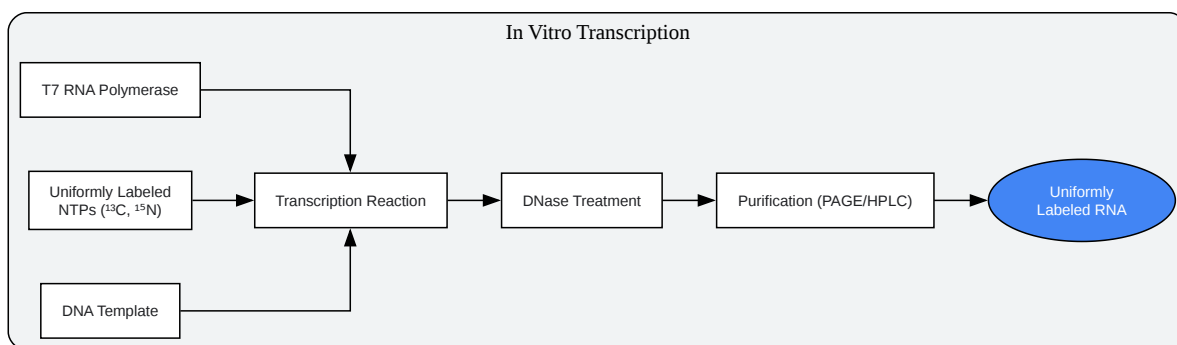 In Vitro Transcription
T7 RNA Polymerase
Uniformly Labeled
NTPs (¹³C, ¹⁵N)
DNA Template
Transcription Reaction
DNase Treatment
Purification (PAGE/HPLC)
Uniformly
Labeled RNA